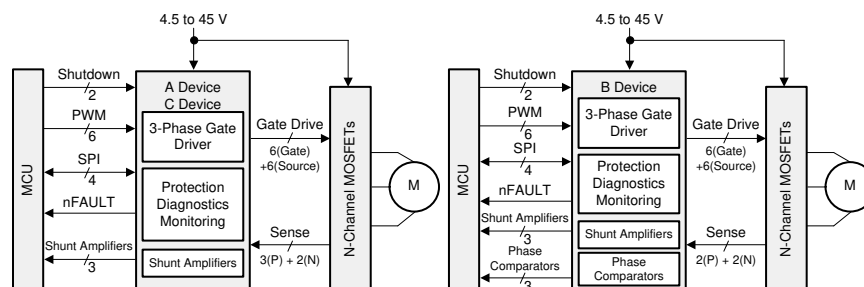 4.5 to 45 V
MCU
Shutdown
2
PWM
6
SPI
4
nFAULT
Shunt Amplifiers
3
A Device
C Device
3-Phase Gate
Driver
Protection
Diagnostics
Monitoring
Shunt Amplifiers
Gate Drive
6(Gate)
+6(Source)
Sense
3(P) + 2(N)
N-Channel MOSFETs
M
4.5 to 45 V
MCU
Shutdown
2
PWM
6
SPI
4
nFAULT
Shunt Amplifiers
3
Phase
Comparators
3
B Device
3-Phase Gate
Driver
Protection
Diagnostics
Monitoring
Shunt Amplifiers
Phase
Comparators
Gate Drive
6(Gate)
+6(Source)
Sense
2(P) + 2(N)
N-Channel MOSFETs
M